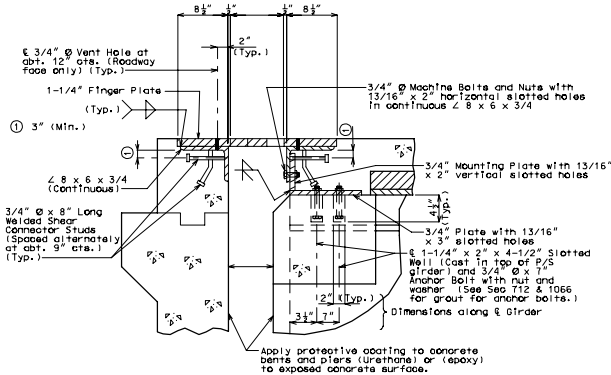 8 1/2"
1/2"
1/2"
8 1/2"
2"
(Typ.)
℄ 3/4" Ø Vent Hole at
abt. 12" cts. (Roadway
face only) (Typ.)
1-1/4" Finger Plate
(Typ.)
① 3" (Min.)
①
①
∠ 8 x 6 x 3/4
(Continuous)
3/4" Ø x 8" Long
Welded Shear
Connector Studs
(Spaced alternately
at abt. 9" cts.)
(Typ.)
3/4" Ø Machine Bolts and Nuts with
13/16" x 2" horizontal slotted holes
in continuous ∠ 8 x 6 x 3/4
3/4" Mounting Plate with 13/16"
x 2" vertical slotted holes
4 1/2"
(Typ.)
3/4" Plate with 13/16"
x 3" slotted holes
℄ 1-1/4" x 2" x 4-1/2" Slotted
Well (Cast in top of P/S
girder) and 3/4" Ø x 7"
Anchor Bolt with nut and
washer (See Sec 712 & 1066
for grout for anchor bolts.)
2" (Typ.)
3 1/2" 7"
Dimensions along ℄ Girder
Apply protective coating to concrete
bents and piers (Urethane) or (epoxy)
to exposed concrete surface.